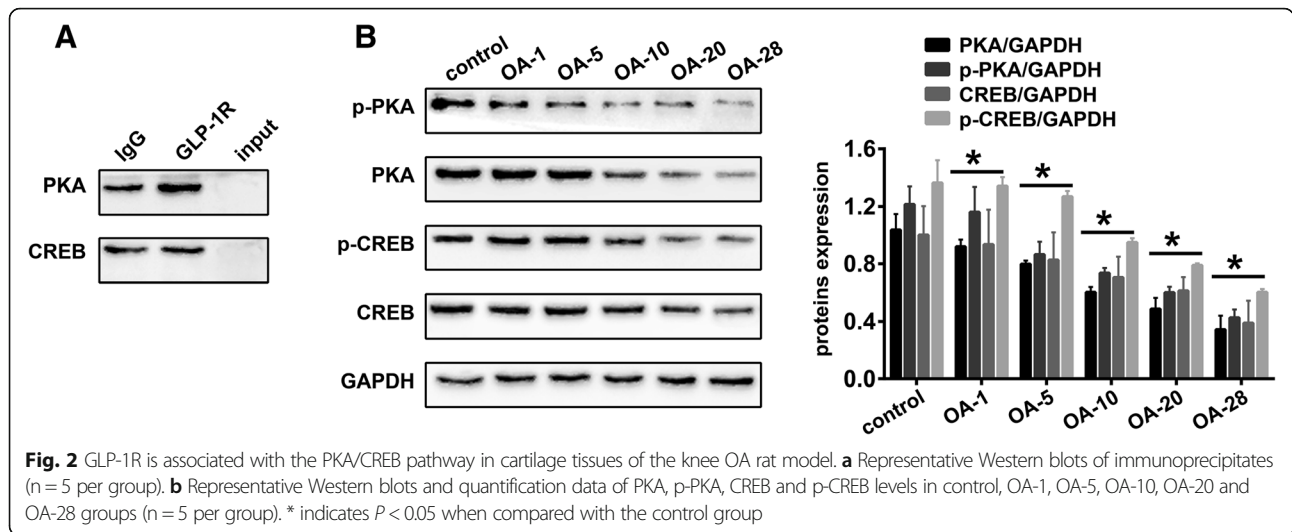 A
IgG
GLP-1R
input
PKA
CREB
B
control
OA-1
OA-5
OA-10
OA-20
OA-28
p-PKA
PKA
p-CREB
CREB
GAPDH
PKA/GAPDH
p-PKA/GAPDH
CREB/GAPDH
p-CREB/GAPDH
proteins expression
1.6
1.2
0.8
0.4
0.0
*
*
*
*
*
control
OA-1
OA-5
OA-10
OA-20
OA-28
Fig. 2 GLP-1R is associated with the PKA/CREB pathway in cartilage tissues of the knee OA rat model. a Representative Western blots of immunoprecipitates
(n = 5 per group). b Representative Western blots and quantification data of PKA, p-PKA, CREB and p-CREB levels in control, OA-1, OA-5, OA-10, OA-20 and
OA-28 groups (n = 5 per group). * indicates P < 0.05 when compared with the control group